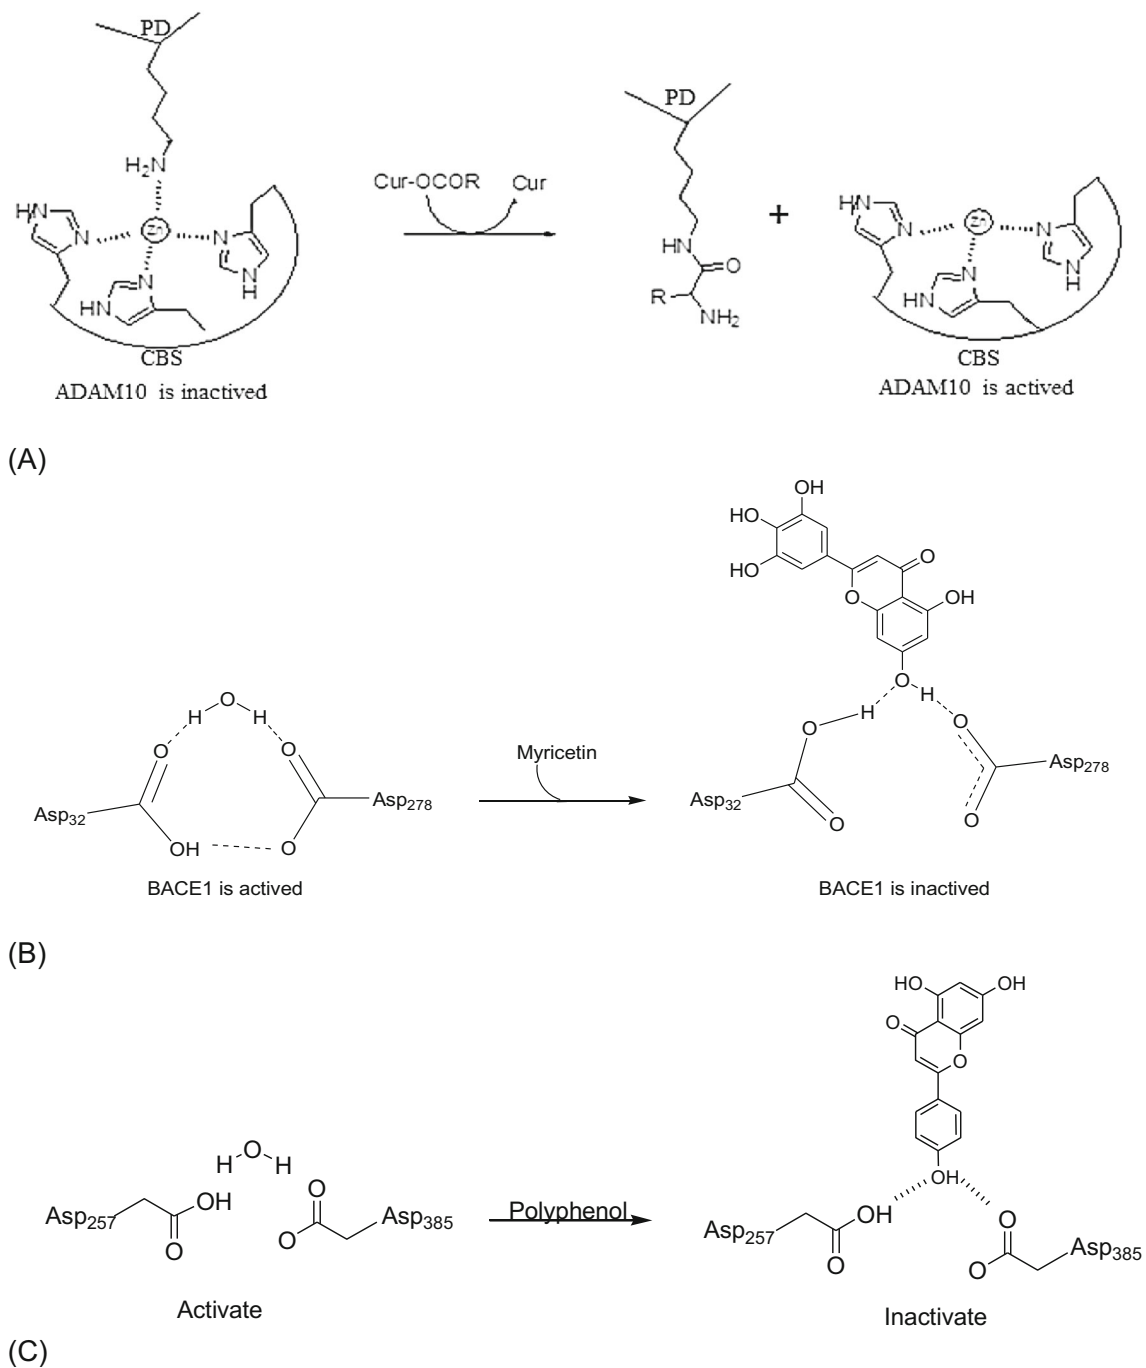 PD
H₂N
Zn
HN
N
N
N
H
HN
N
CBS
ADAM10 is inactived
Cur-OCOR
Cur
PD
HN
O
R
NH₂
+
HN
N
Zn
N
N
H
HN
N
CBS
ADAM10 is actived
(A)
H O H
O
O
Asp₃₂
Asp₂₇₈
OH
O
BACE1 is actived
Myricetin
OH
HO
HO
O
O
OH
O
H
H
O
O
Asp₃₂
Asp₂₇₈
O
O
BACE1 is inactived
(B)
H O H
Asp₂₅₇
OH
O
O
O
Asp₃₈₅
Activate
Polyphenol
HO
OH
O
O
OH
Asp₂₅₇
OH
O
O
O
Asp₃₈₅
Inactivate
(C)